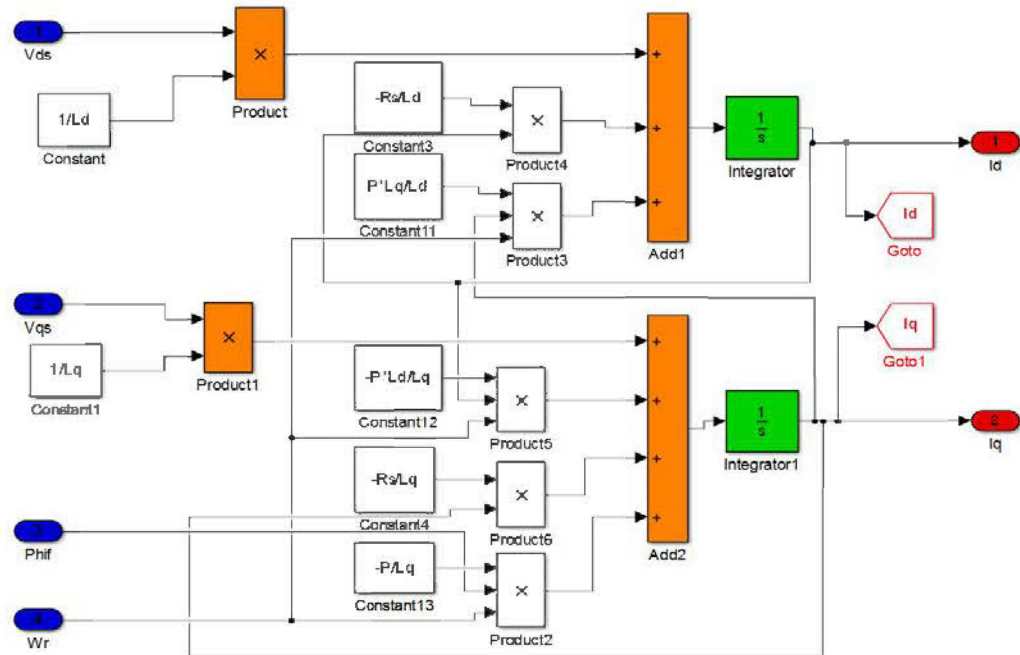 1
Vds
×
Product
1/Ld
Constant
-Rs/Ld
Constant3
×
Product4
P*Lq/Ld
Constant11
×
Product3
+
+
+
Add1
1
s
Integrator
1
Id
Id
Goto
2
Vqs
×
Product1
1/Lq
Constant1
-P*Ld/Lq
Constant12
×
Product5
-Rs/Lq
Constant4
×
Product6
-P/Lq
Constant13
×
Product2
+
+
+
+
Add2
1
s
Integrator1
Iq
Goto1
2
Iq
3
Phif
4
Wr